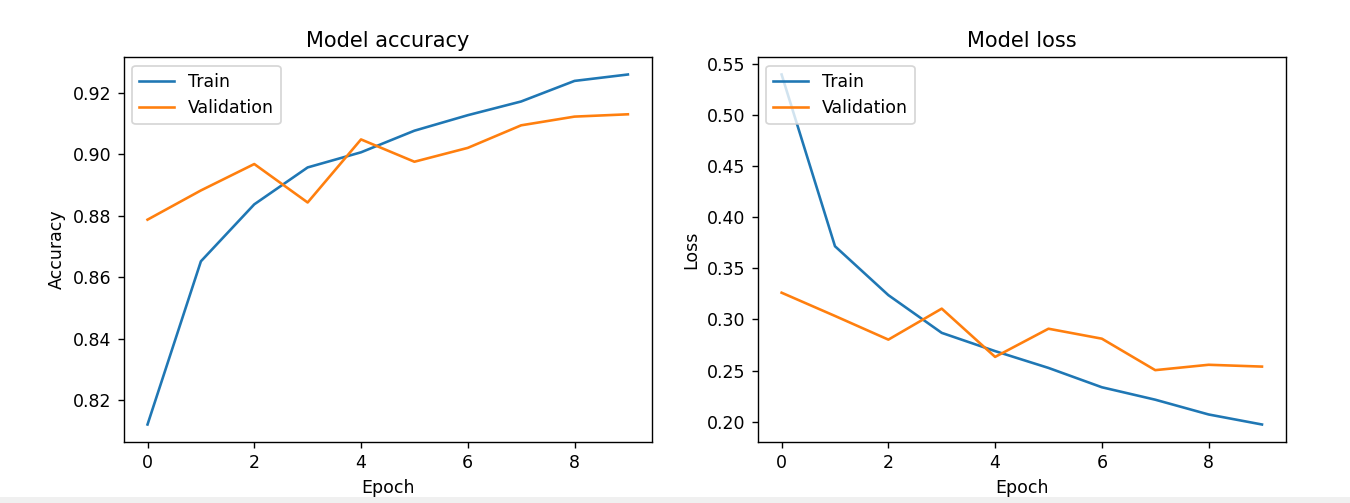 Model accuracy
Train
Validation
0.92
0.90
0.88
0.86
0.84
0.82
Accuracy
0 2 4 6 8
Epoch
Model loss
Train
Validation
0.55
0.50
0.45
0.40
0.35
0.30
0.25
0.20
Loss
0 2 4 6 8
Epoch